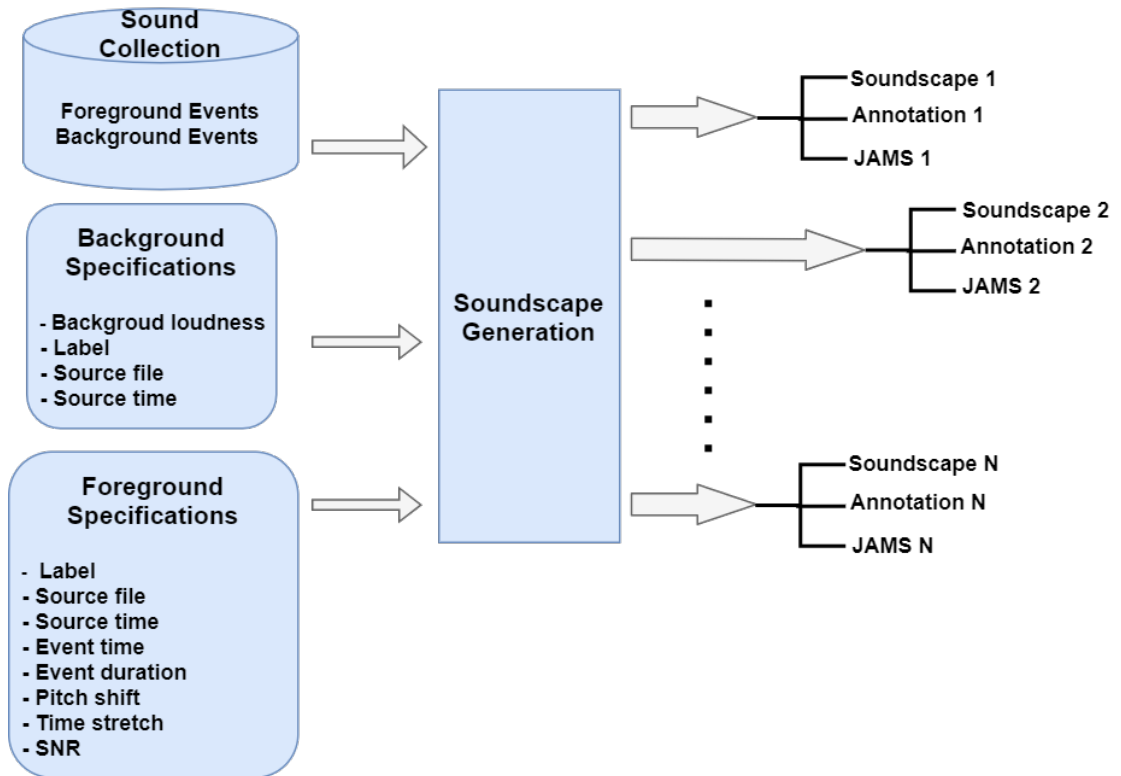 Sound
Collection
Foreground Events
Background Events
Background
Specifications
- Backgroud loudness
- Label
- Source file
- Source time
Foreground
Specifications
- Label
- Source file
- Source time
- Event time
- Event duration
- Pitch shift
- Time stretch
- SNR
Soundscape
Generation
Soundscape 1
Annotation 1
JAMS 1
Soundscape 2
Annotation 2
JAMS 2
Soundscape N
Annotation N
JAMS N